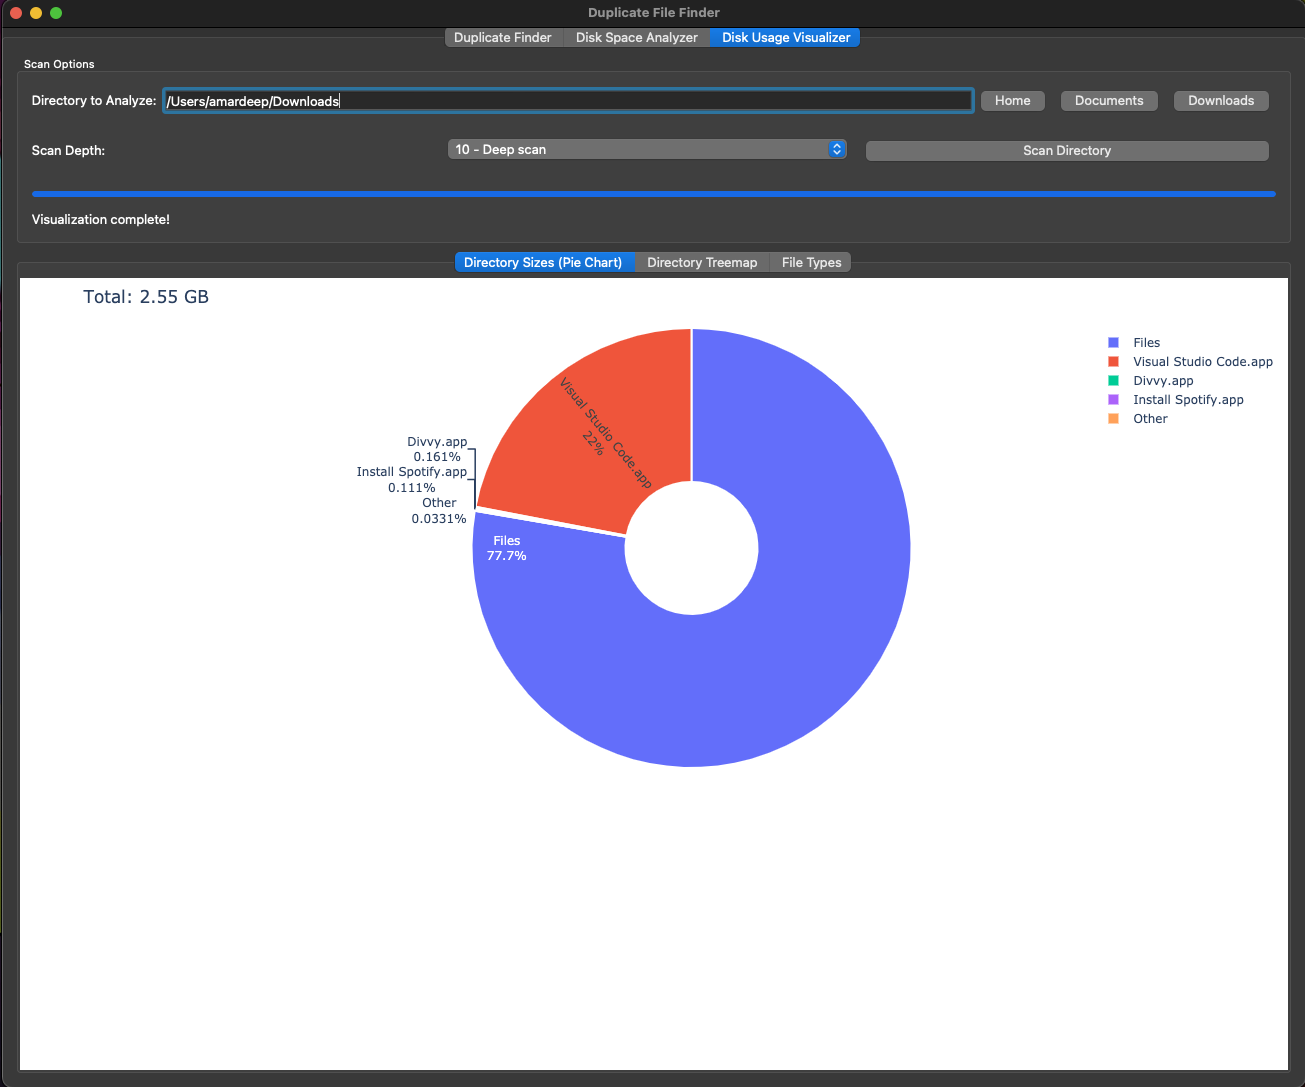 Duplicate File Finder
Duplicate Finder Disk Space Analyzer Disk Usage Visualizer
Scan Options
Directory to Analyze: /Users/amardeep/Downloads Home Documents Downloads
Scan Depth: 10 - Deep scan Scan Directory
Visualization complete!
Directory Sizes (Pie Chart) Directory Treemap File Types
Total: 2.55 GB
Files
Visual Studio Code.app
Divvy.app
Install Spotify.app
Other
Visual Studio Code.app
22%
Divvy.app
0.161%
Install Spotify.app
0.111%
Other
0.0331%
Files
77.7%